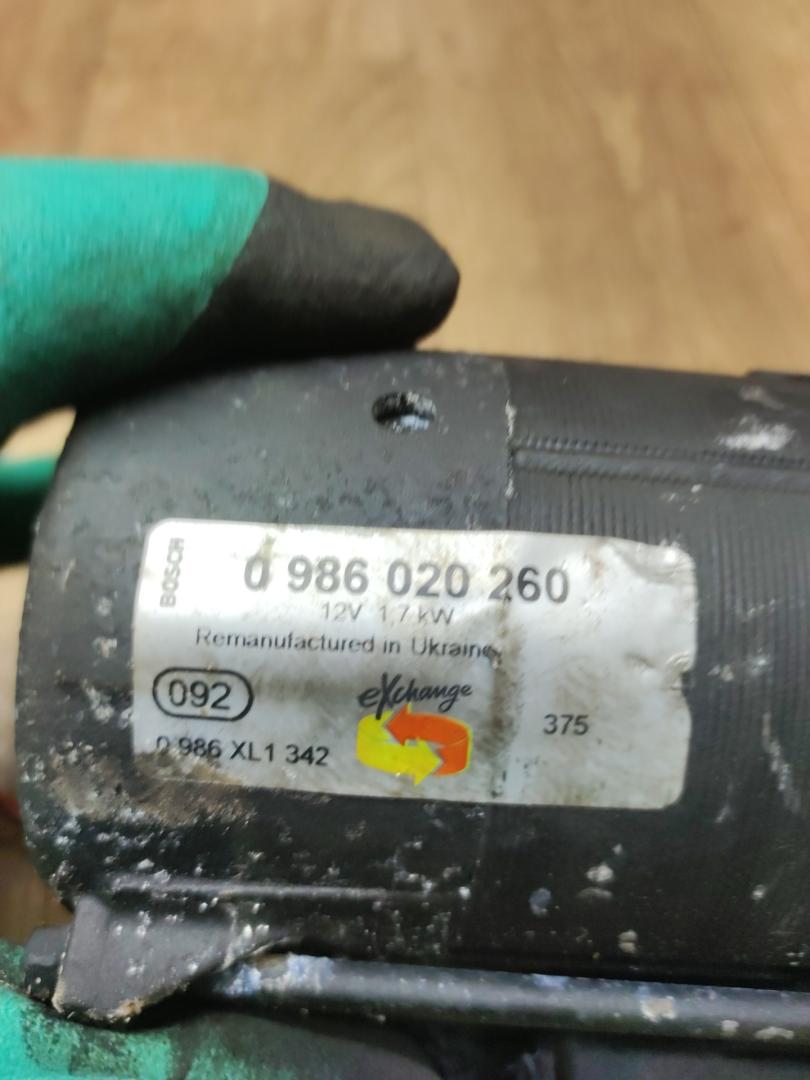 BOSCH
0 986 020 260
12V 1,7 kW
Remanufactured in Ukraine
092
eXchange
375
0 986 XL1 342